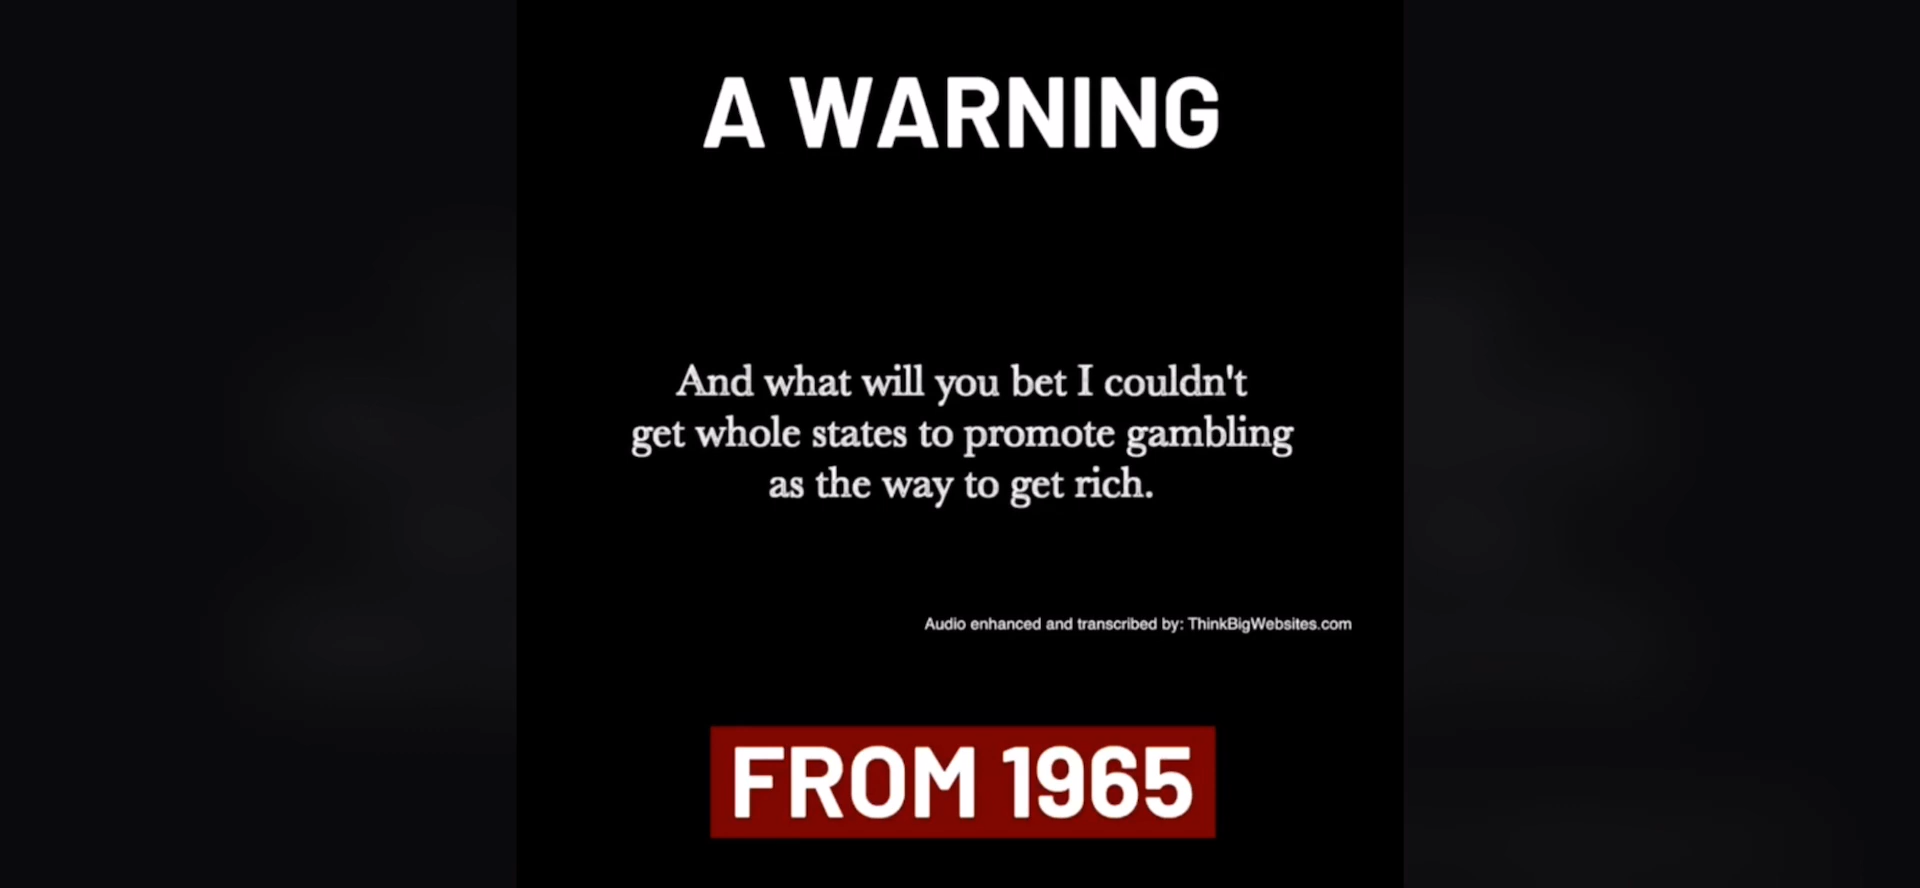 A WARNING
And what will you bet I couldn't
get whole states to promote gambling
as the way to get rich.
Audio enhanced and transcribed by: ThinkBigWebsites.com
FROM 1965